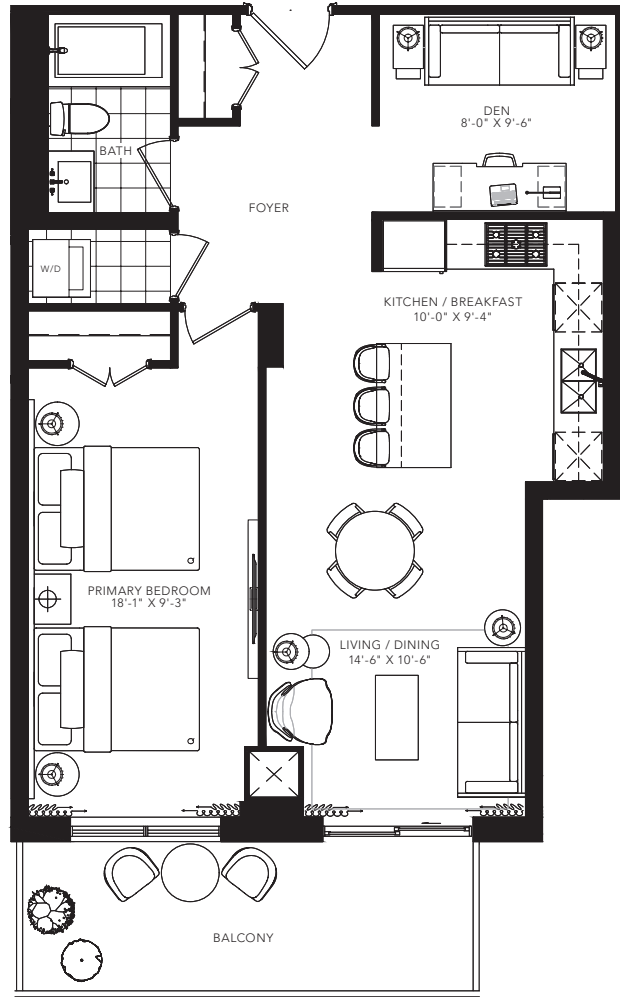 DEN
8'-0" X 9'-6"
BATH
FOYER
W/D
KITCHEN / BREAKFAST
10'-0" X 9'-4"
PRIMARY BEDROOM
18'-1" X 9'-3"
LIVING / DINING
14'-6" X 10'-6"
BALCONY